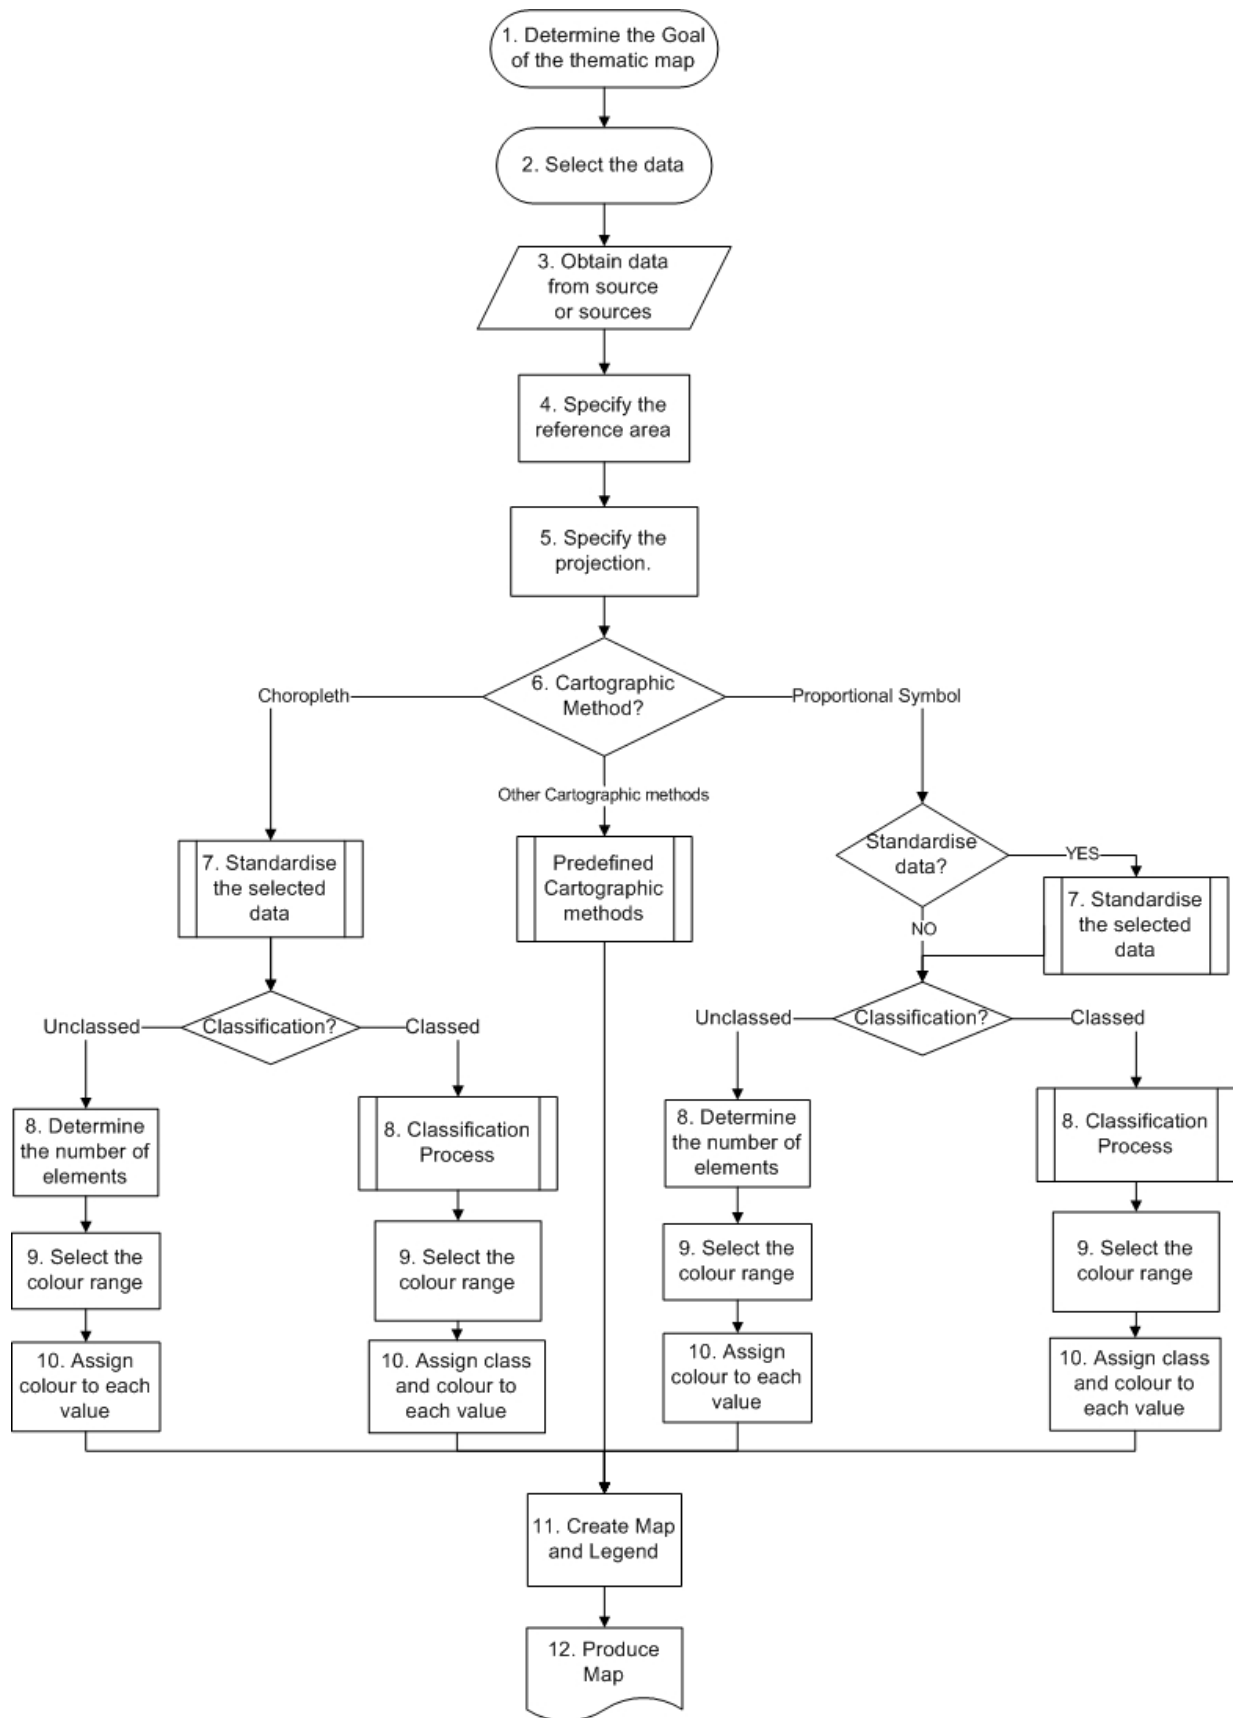 1. Determine the Goal
of the thematic map
2. Select the data
3. Obtain data
from source
or sources
4. Specify the
reference area
5. Specify the
projection.
6. Cartographic
Method?
Choropleth
Proportional Symbol
Other Cartographic methods
7. Standardise
the selected
data
Predefined
Cartographic
methods
Standardise
data?
YES
NO
7. Standardise
the selected
data
Classification?
Unclassed
Classed
Classification?
Unclassed
Classed
8. Determine
the number of
elements
8. Classification
Process
8. Determine
the number of
elements
8. Classification
Process
9. Select the
colour range
9. Select the
colour range
9. Select the
colour range
9. Select the
colour range
10. Assign
colour to each
value
10. Assign class
and colour to
each value
10. Assign
colour to each
value
10. Assign class
and colour to
each value
11. Create Map
and Legend
12. Produce
Map